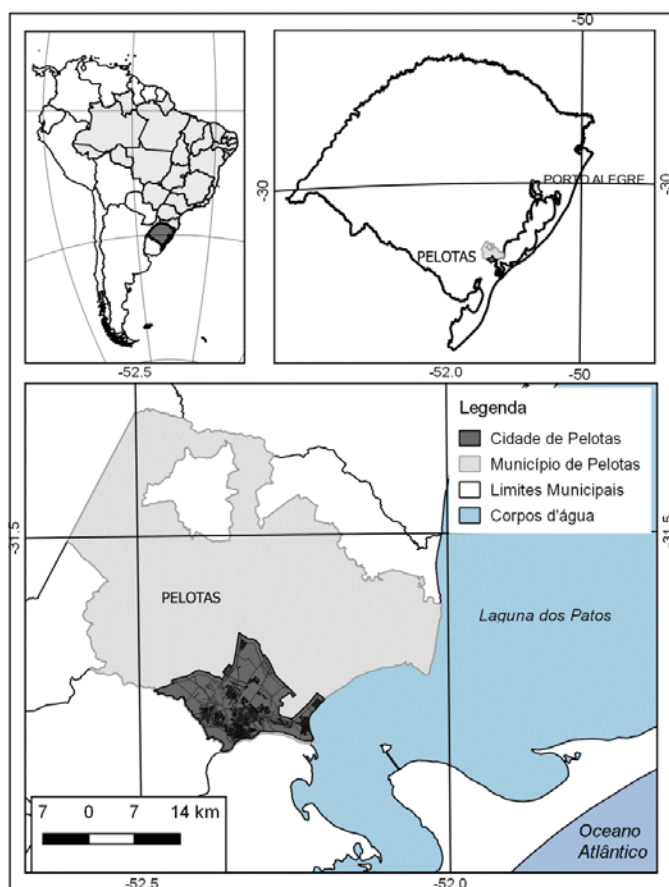 -50
-30
PORTO ALEGRE
-30
PELOTAS
-52.5
-52.0
-50
Legenda
Cidade de Pelotas
Município de Pelotas
Limites Municipais
Corpos d'água
-31.5
-31.5
PELOTAS
Laguna dos Patos
7 0 7 14 km
Oceano
Atlântico
-52.5
-52.0